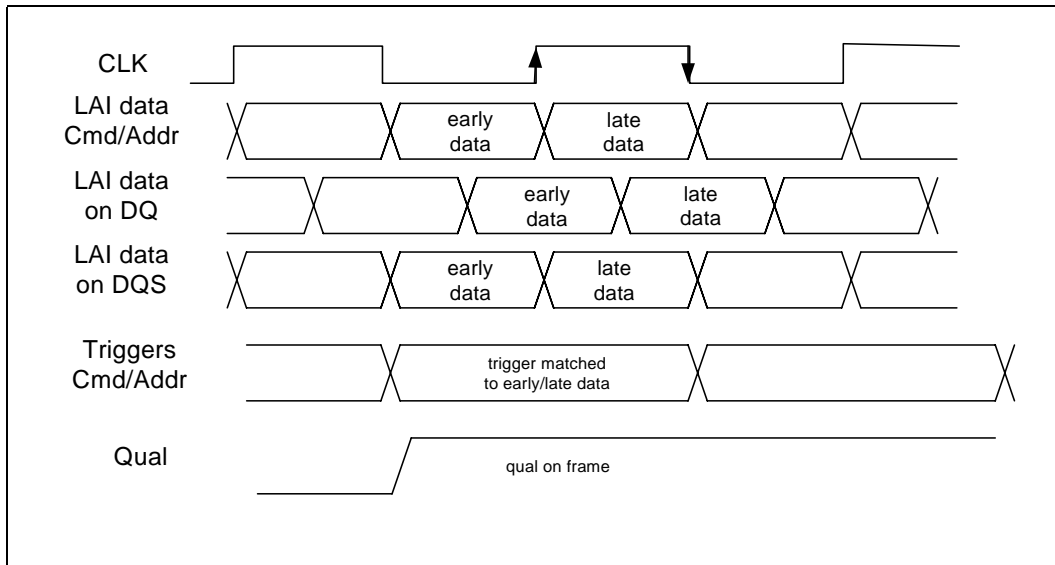 CLK
LAI data
Cmd/Addr
early
data
late
data
LAI data
on DQ
early
data
late
data
LAI data
on DQS
early
data
late
data
Triggers
Cmd/Addr
trigger matched
to early/late data
Qual
qual on frame